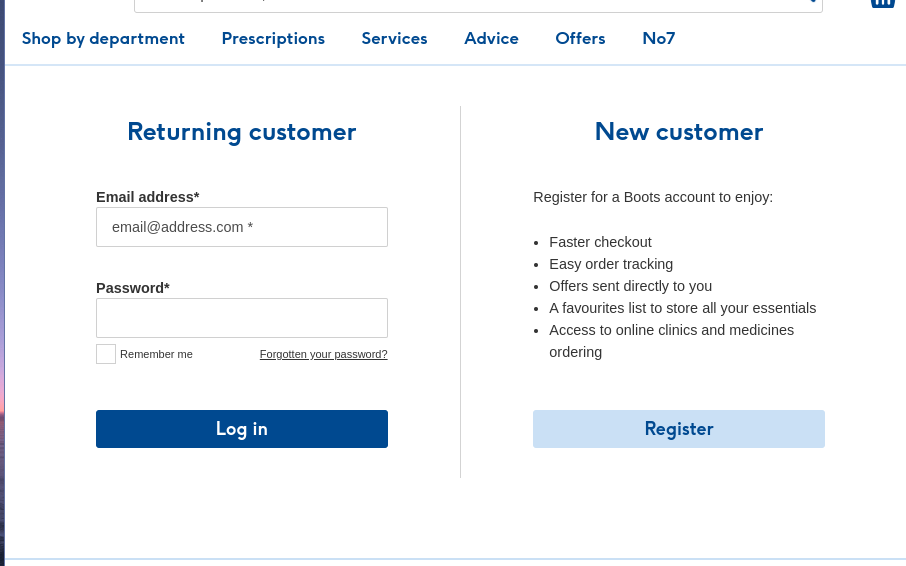 Shop by department Prescriptions Services Advice Offers No7
Returning customer
Email address*
email@address.com *
Password*
Remember me Forgotten your password?
Log in
New customer
Register for a Boots account to enjoy:
• Faster checkout
• Easy order tracking
• Offers sent directly to you
• A favourites list to store all your essentials
• Access to online clinics and medicines
ordering
Register